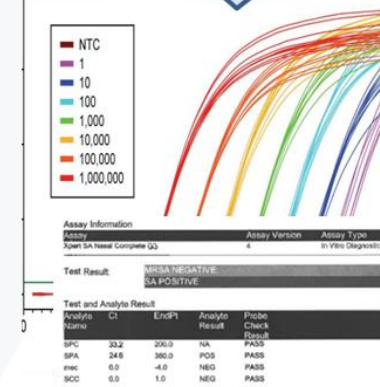 NTC
1
10
100
1,000
10,000
100,000
1,000,000
Assay Information
Assay Assay Version Assay Type
Xpert SA Nasal Complete G3 4 In Vitro Diagnostic
Test Result: MRSA NEGATIVE
SA POSITIVE
Test and Analyte Result
Analyte Name Ct EndPt Analyte Result Probe Check Result
SPC 33.2 200.0 NA PASS
SPA 24.6 360.0 POS PASS
mec 0.0 -4.0 NEG PASS
SCC 0.0 1.0 NEG PASS
0